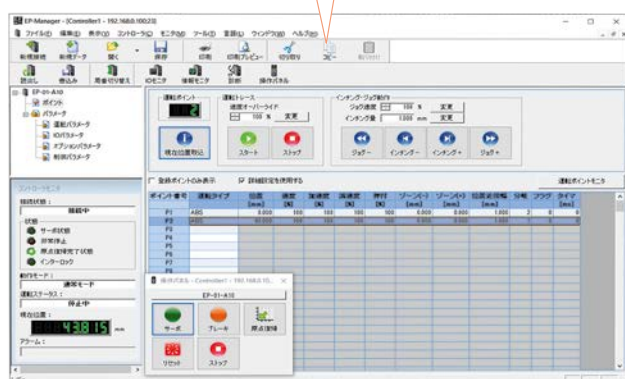 EP-Manager - [Controller1 - 192.168.0.100:23]
ファイル(F) 編集(E) 表示(V) コントローラ(C) モニタ(M) ツール(T) 言語(L) ウィンドウ(W) ヘルプ(H)
新規接続 新規データ 開く 保存 印刷 印刷プレビュー 切り取り コピー
読出し 書込み 局番切り替え IOモニタ 情報モニタ 診断 操作パネル
EP-01-A10
ポイント
パラメータ
運転パラメータ
IOパラメータ
オプションパラメータ
制御パラメータ
コントローラモニタ
接続状態：
接続中
状態
サーボ状態
非常停止
原点復帰完了状態
インターロック
動作モード：
通常モード
運転ステータス：
停止中
現在位置：
43.815 mm
アラーム：
運転ポイント
2
現在位置取込
運転トレース
速度オーバーライド
100 % 変更
スタート ストップ
インチング・ジョグ動作
ジョグ速度 100 % 変更
インチング量 1.000 mm 変更
ジョグ- インチング- インチング+ ジョグ+
登録ポイントのみ表示 詳細設定を使用する 運転ポイントモニタ
ポイント番号 運転タイプ 位置 [mm] 速度 [%] 加速度 [%] 減速度 [%] 押付 [%] ゾーン(-) [mm] ゾーン(+) [mm] 位置決完幅 [mm] 分岐 フラグ タイマ [ms]
P1 ABS 0.000 100 100 100 100 0.000 0.000 1.000 2 0 0
P2 ABS
P3
P4
P5
P6
P7
P8
操作パネル - Controller1 - 192.168.0.10...
EP-01-A10
サーボ ブレーキ 原点復帰
リセット ストップ